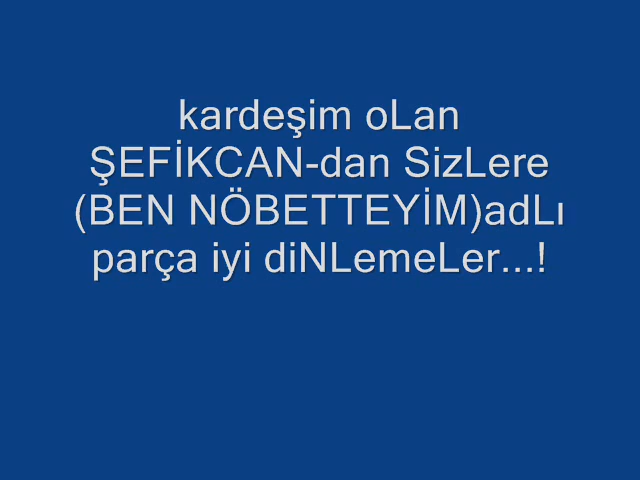 kardeşim oLan
ŞEFİKCAN-dan SizLere
(BEN NÖBETTEYİM)adLı
parça iyi diNLemeLer...!